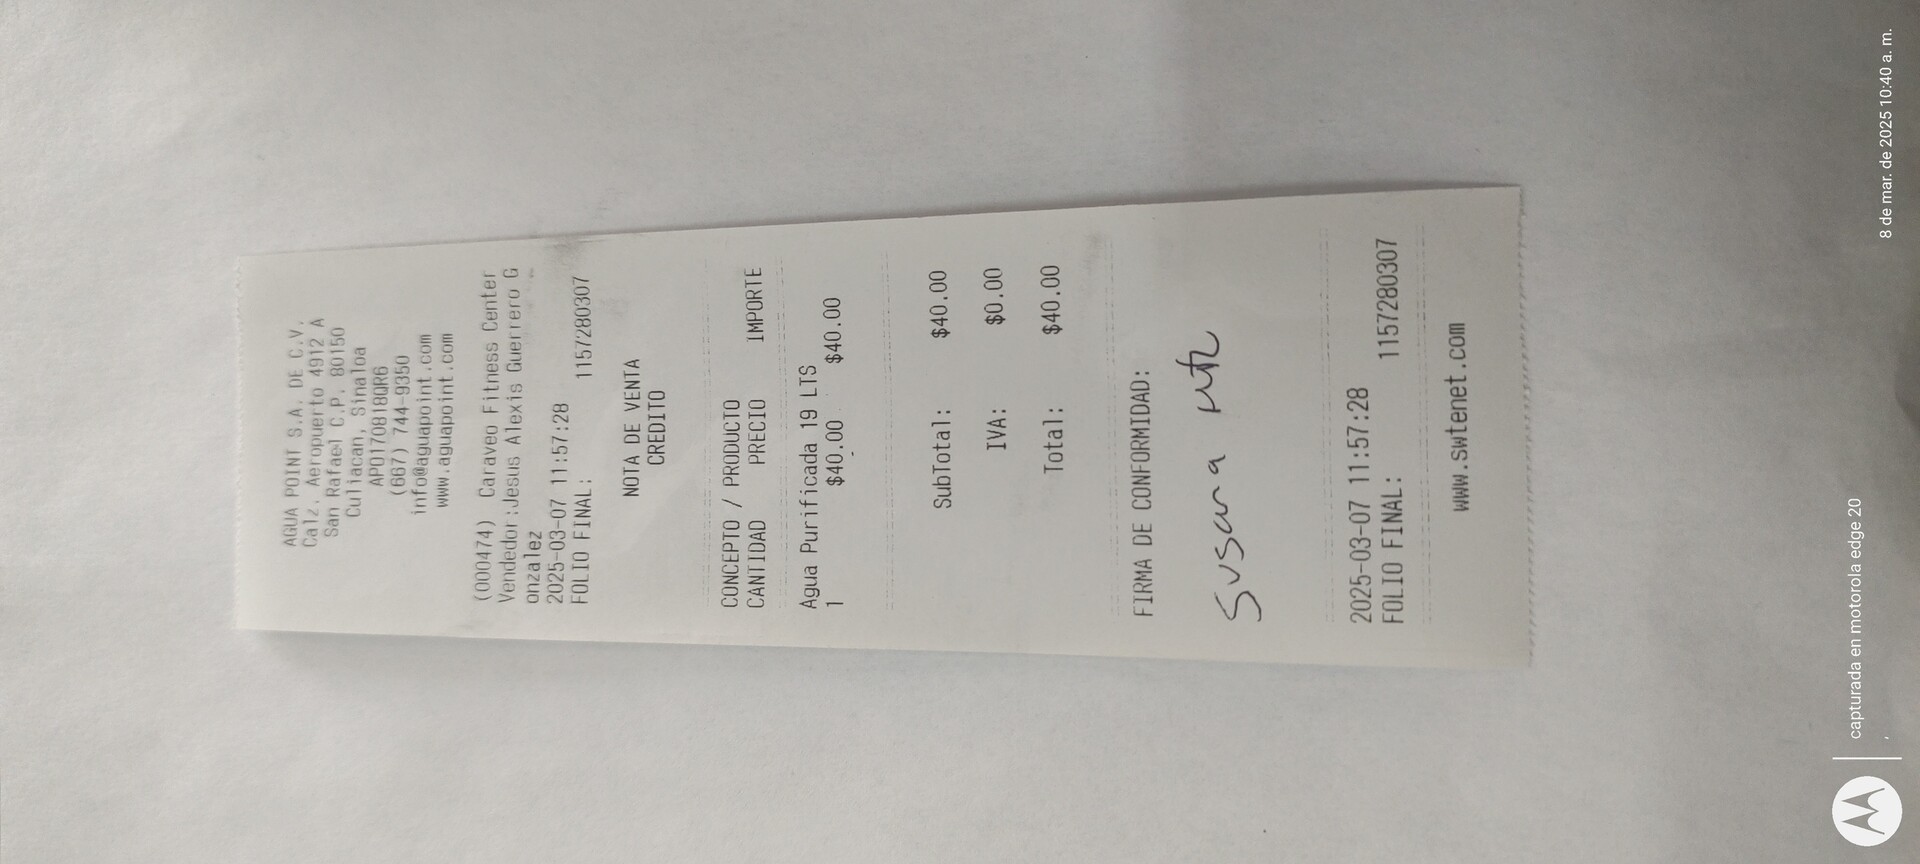 AGUA POINT S.A. DE C.V.
Calz. Aeropuerto 4912 A
San Rafael C.P. 80150
Culiacan, Sinaloa
APO170818QR6
(667) 744-9350
info@aguapoint.com
www.aguapoint.com
(000474) Caraveo Fitness Center
Vendedor:Jesus Alexis Guerrero G
onzalez
2025-03-07 11:57:28
FOLIO FINAL: 1157280307
NOTA DE VENTA
CREDITO
CONCEPTO / PRODUCTO
CANTIDAD PRECIO IMPORTE
Agua Purificada 19 LTS
1 $40.00 $40.00
SubTotal: $40.00
IVA: $0.00
Total: $40.00
FIRMA DE CONFORMIDAD:
Susana
2025-03-07 11:57:28
FOLIO FINAL: 1157280307
www.swtenet.com
capturada en motorola edge 20
8 de mar. de 2025 10:40 a. m.